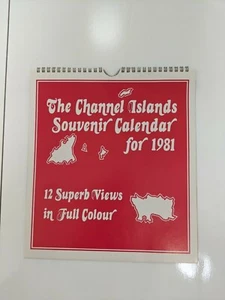 The Channel Islands
Souvenir Calendar
for 1981
12 Superb Views
in Full Colour